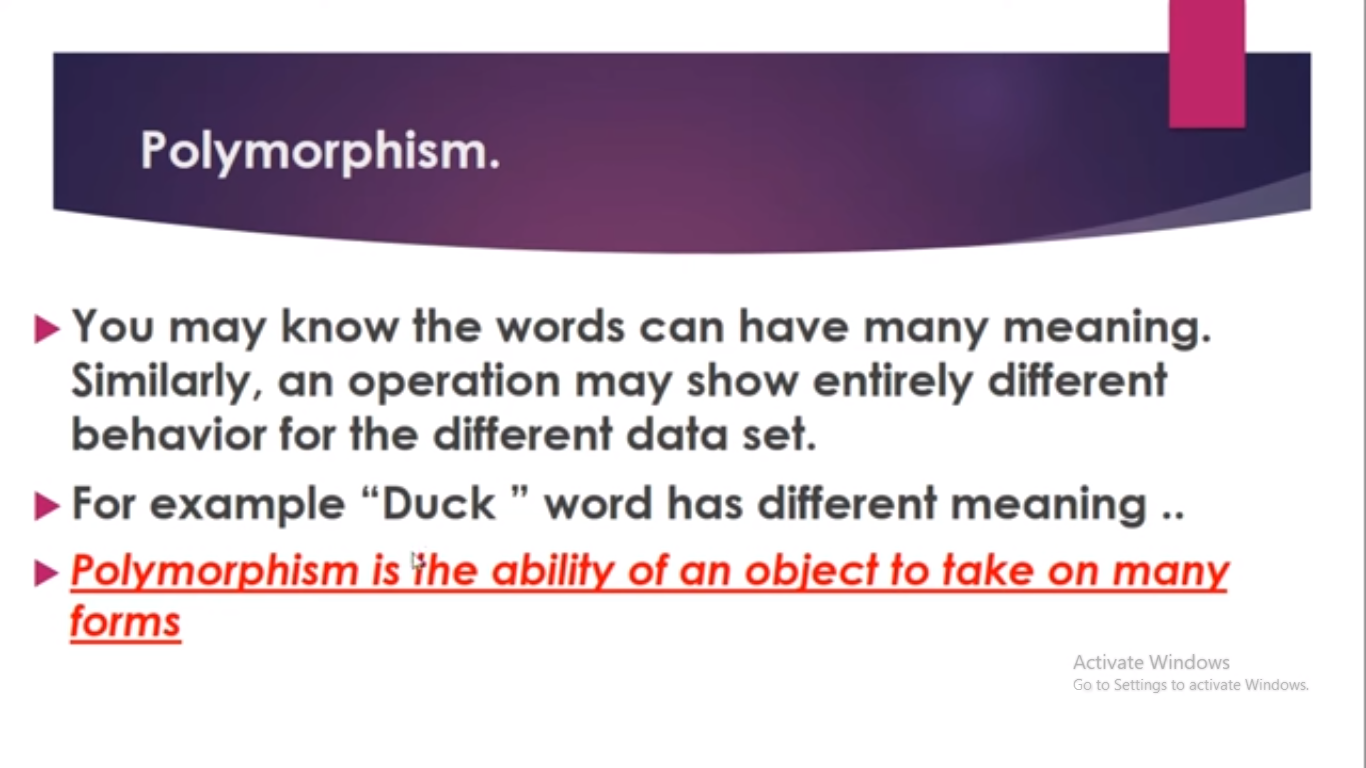 Polymorphism.
You may know the words can have many meaning.
Similarly, an operation may show entirely different
behavior for the different data set.
For example “Duck ” word has different meaning ..
Polymorphism is the ability of an object to take on many
forms
Activate Windows
Go to Settings to activate Windows.